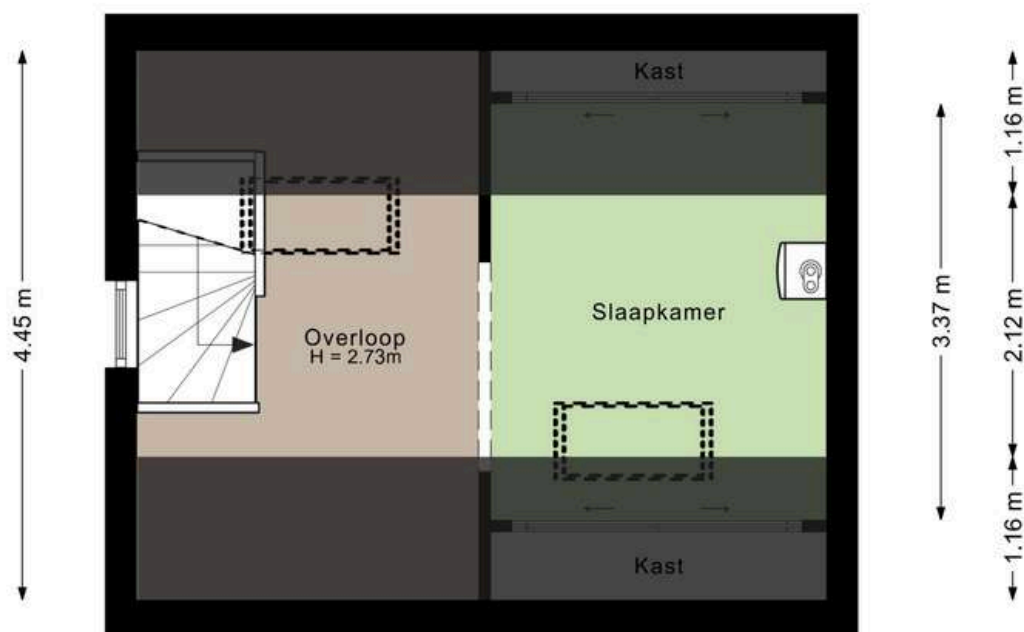 Kast
1.16 m
4.45 m
3.37 m
2.12 m
Slaapkamer
Overloop
H = 2.73m
1.16 m
Kast